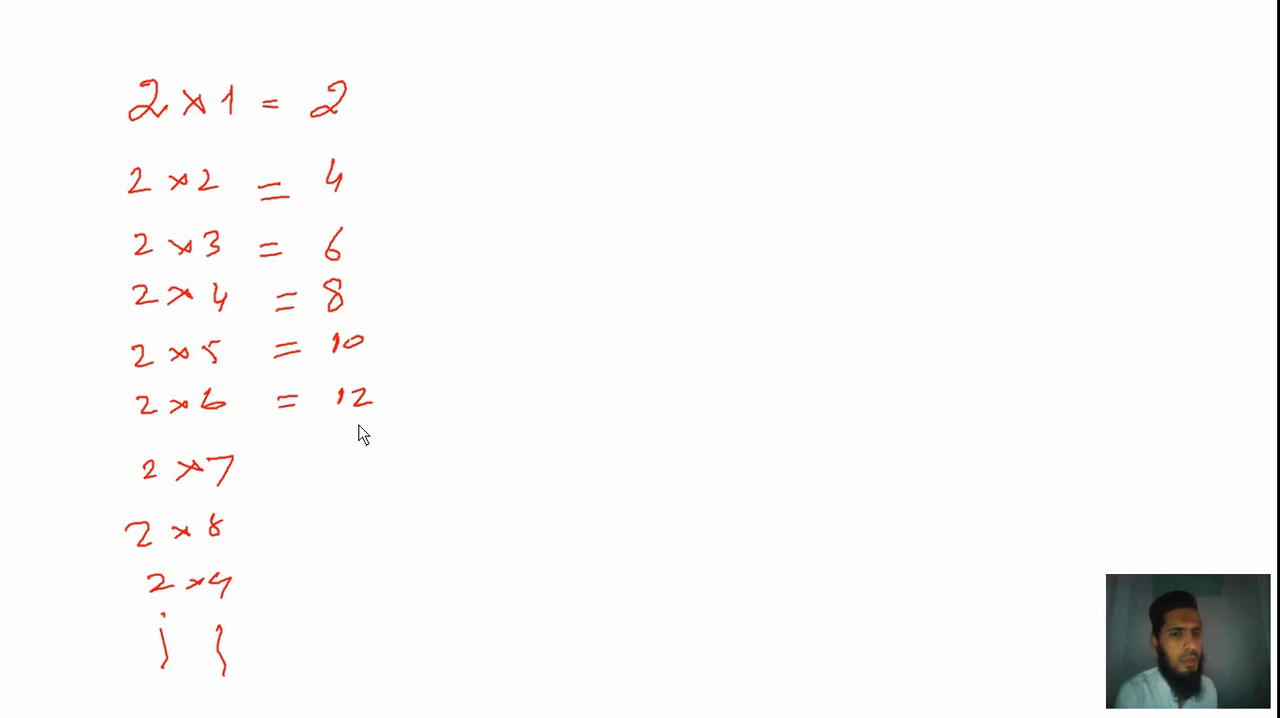 2 × 1 = 2
2 × 2 = 4
2 × 3 = 6
2 × 4 = 8
2 × 5 = 10
2 × 6 = 12
2 × 7
2 × 8
2 × 9